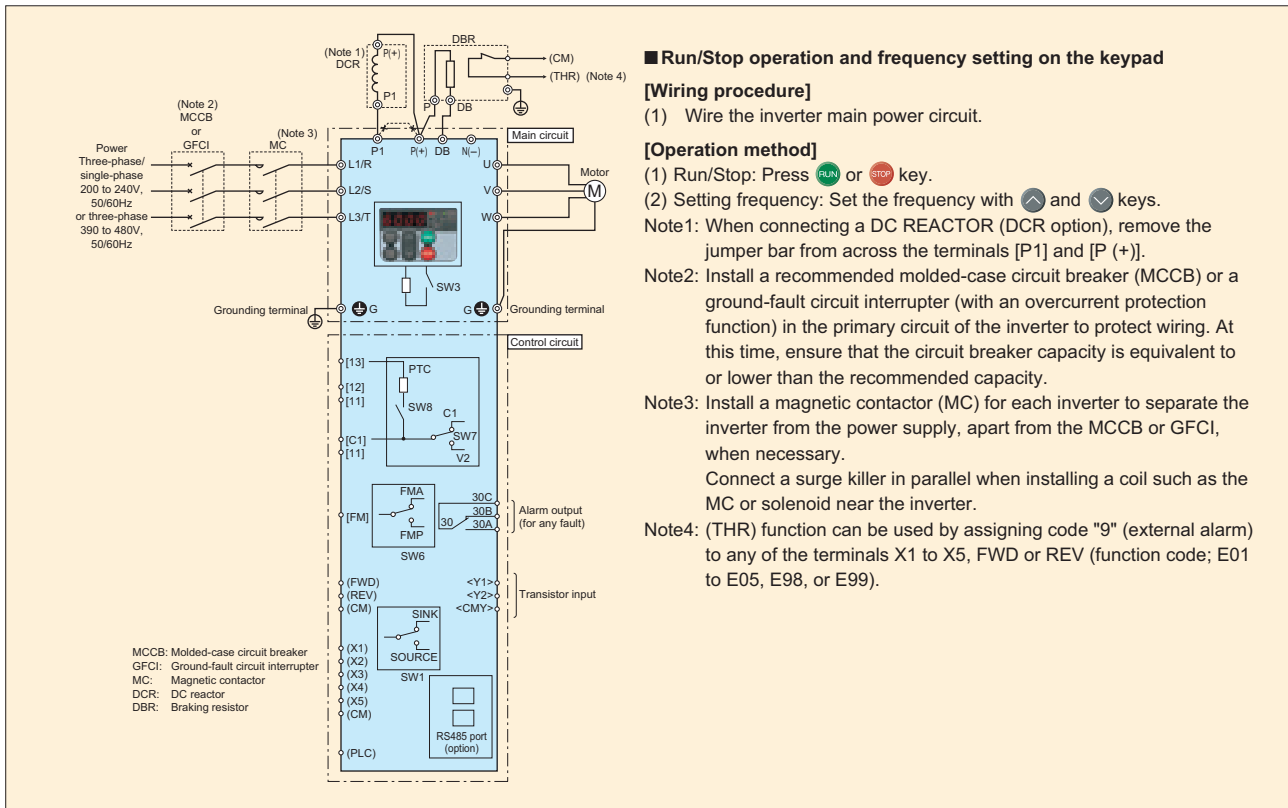 (Note 1)
DCR
P(+)
P1
DBR
(CM)
(THR) (Note 4)
P
DB
(Note 2)
MCCB
or
GFCI
(Note 3)
MC
Power
Three-phase/
single-phase
200 to 240V,
50/60Hz
or three-phase
390 to 480V,
50/60Hz
Main circuit
P1 P(+) DB N(−)
L1/R
L2/S
L3/T
U
V
W
Motor
M
SW3
Grounding terminal
G
G
Grounding terminal
Control circuit
[13]
[12]
[11]
[C1]
[11]
PTC
SW8
C1
SW7
V2
[FM]
FMA
FMP
SW6
30C
30B
30
30A
Alarm output
(for any fault)
(FWD)
(REV)
(CM)
<Y1>
<Y2>
<CMY>
Transistor input
SINK
SOURCE
SW1
(X1)
(X2)
(X3)
(X4)
(X5)
(CM)
(PLC)
RS485 port
(option)
MCCB: Molded-case circuit breaker
GFCI: Ground-fault circuit interrupter
MC: Magnetic contactor
DCR: DC reactor
DBR: Braking resistor
■Run/Stop operation and frequency setting on the keypad
[Wiring procedure]
(1) Wire the inverter main power circuit.
[Operation method]
(1) Run/Stop: Press RUN or STOP key.
(2) Setting frequency: Set the frequency with and keys.
Note1: When connecting a DC REACTOR (DCR option), remove the
jumper bar from across the terminals [P1] and [P (+)].
Note2: Install a recommended molded-case circuit breaker (MCCB) or a
ground-fault circuit interrupter (with an overcurrent protection
function) in the primary circuit of the inverter to protect wiring. At
this time, ensure that the circuit breaker capacity is equivalent to
or lower than the recommended capacity.
Note3: Install a magnetic contactor (MC) for each inverter to separate the
inverter from the power supply, apart from the MCCB or GFCI,
when necessary.
Connect a surge killer in parallel when installing a coil such as the
MC or solenoid near the inverter.
Note4: (THR) function can be used by assigning code "9" (external alarm)
to any of the terminals X1 to X5, FWD or REV (function code; E01
to E05, E98, or E99).